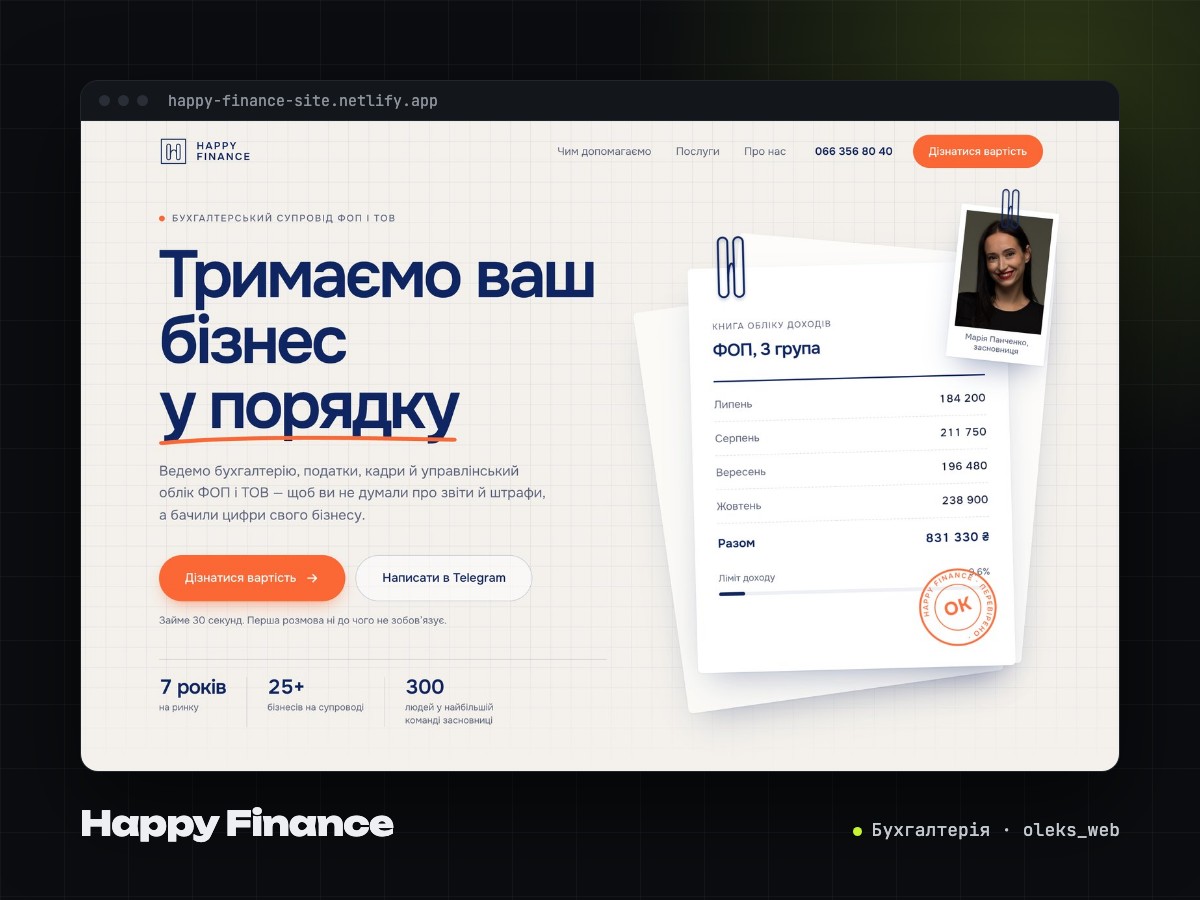 happy-finance-site.netlify.app
HAPPY
FINANCE
Чим допомагаємо
Послуги
Про нас
066 356 80 40
Дізнатися вартість
БУХГАЛТЕРСЬКИЙ СУПРОВІД ФОП І ТОВ
Тримаємо ваш
бізнес
у порядку
Ведемо бухгалтерію, податки, кадри й управлінський
облік ФОП і ТОВ — щоб ви не думали про звіти й штрафи,
а бачили цифри свого бізнесу.
Дізнатися вартість →
Написати в Telegram
Займе 30 секунд. Перша розмова ні до чого не зобов'язує.
7 років
на ринку
25+
бізнесів на супроводі
300
людей у найбільшій
команді засновниці
Марія Панченко,
засновниця
КНИГА ОБЛІКУ ДОХОДІВ
ФОП, 3 група
Липень 184 200
Серпень 211 750
Вересень 196 480
Жовтень 238 900
Разом 831 330 ₴
Ліміт доходу 9,6%
HAPPY FINANCE · ПЕРЕВІРЕНО ·
ОК
Happy Finance
Бухгалтерія · oleks_web